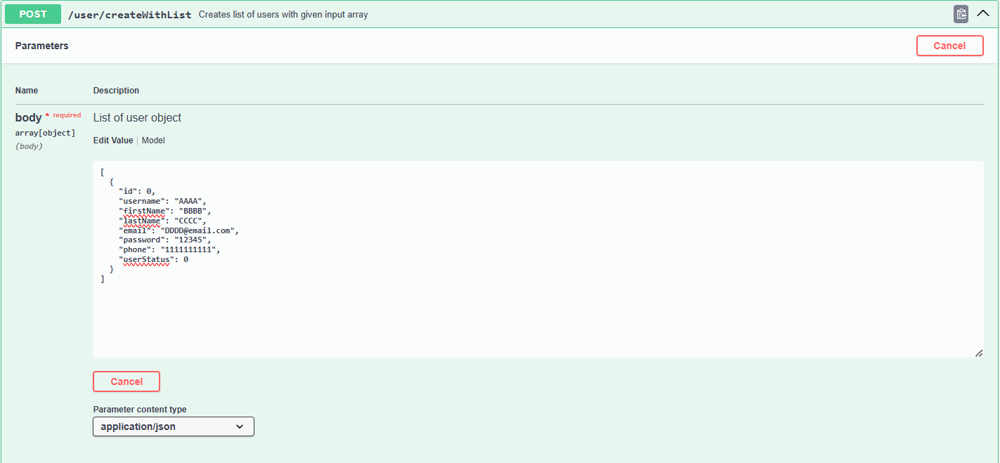 POST /user/createWithList Creates list of users with given input array
Parameters
Cancel
Name Description
body * required List of user object
array[object]
(body)
Edit Value Model
[
  {
    "id": 0,
    "username": "AAAA",
    "firstName": "BBBB",
    "lastName": "CCCC",
    "email": "DDDD@email.com",
    "password": "12345",
    "phone": "1111111111",
    "userStatus": 0
  }
]
Cancel
Parameter content type
application/json